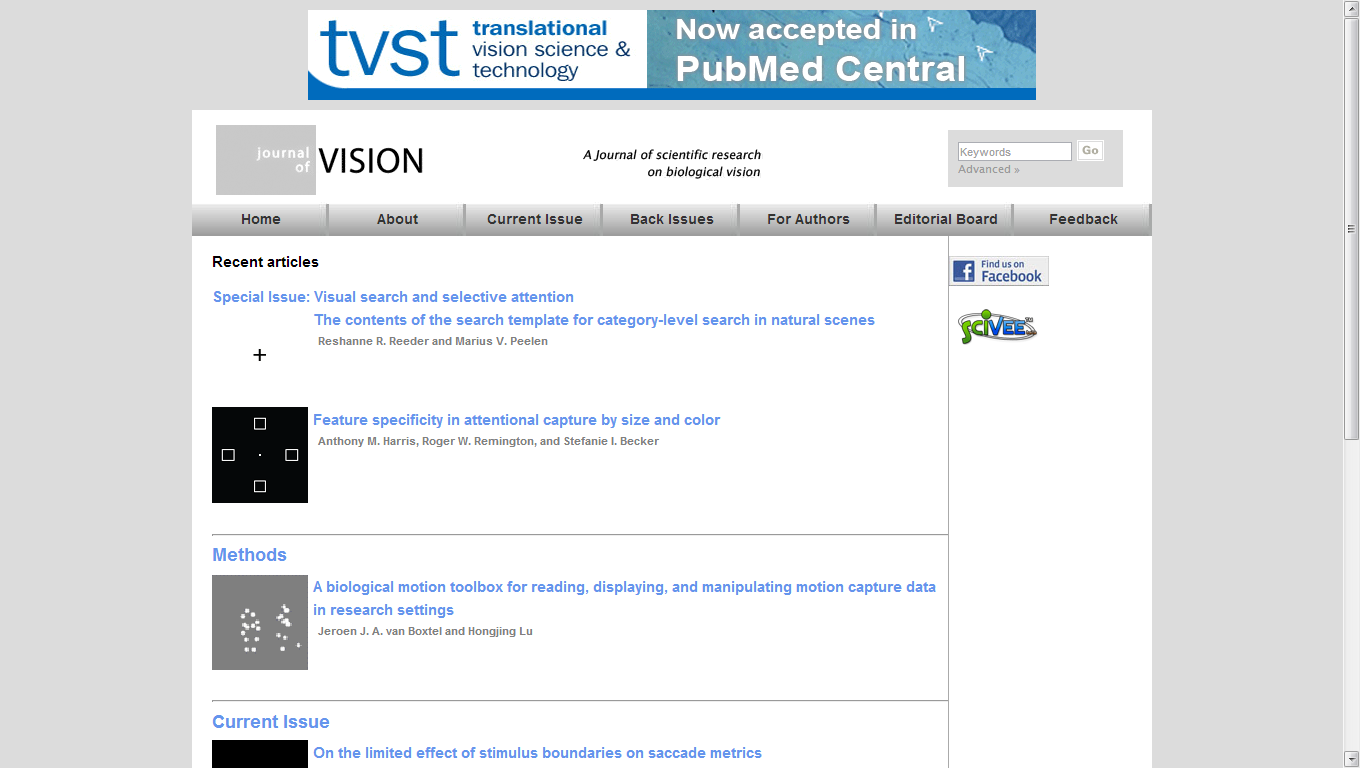 tvst translational
vision science &
technology
Now accepted in
PubMed Central
journal
of VISION
A Journal of scientific research
on biological vision
Keywords Go
Advanced »
Home About Current Issue Back Issues For Authors Editorial Board Feedback
Recent articles
Special Issue: Visual search and selective attention
The contents of the search template for category-level search in natural scenes
Reshanne R. Reeder and Marius V. Peelen
Feature specificity in attentional capture by size and color
Anthony M. Harris, Roger W. Remington, and Stefanie I. Becker
Methods
A biological motion toolbox for reading, displaying, and manipulating motion capture data
in research settings
Jeroen J. A. van Boxtel and Hongjing Lu
Current Issue
On the limited effect of stimulus boundaries on saccade metrics
Find us on
Facebook
SciVee TM